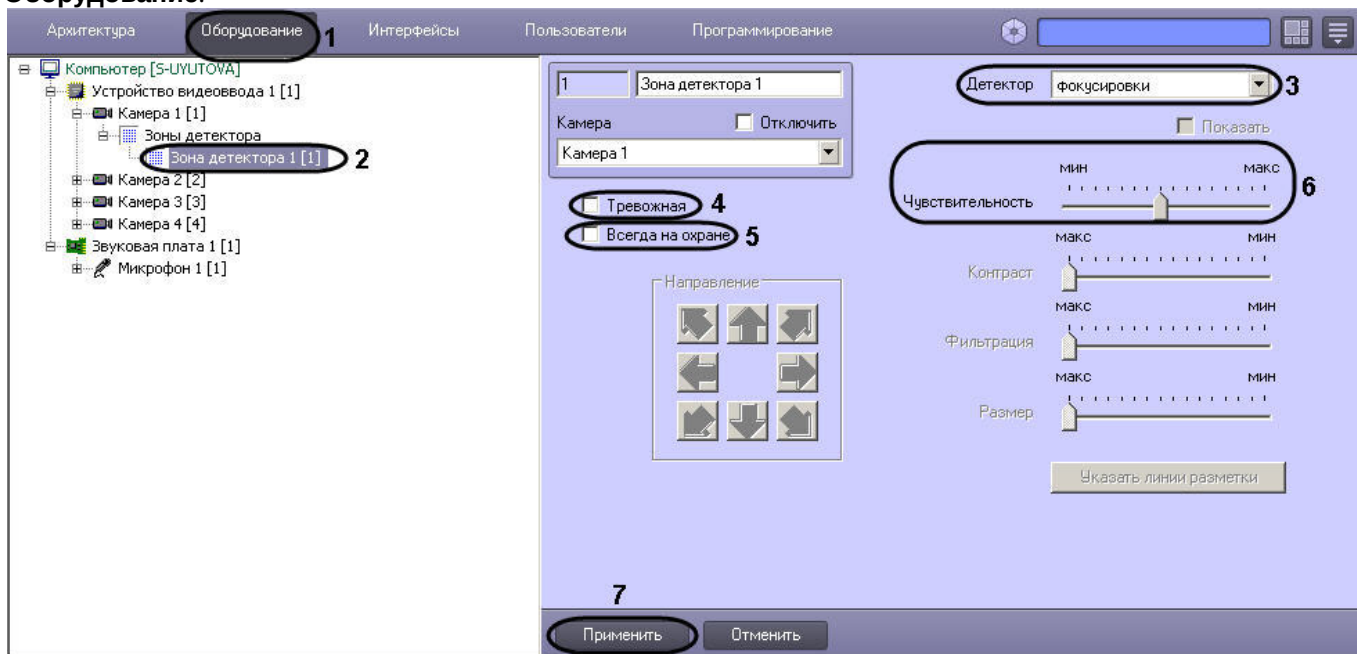 Оборудование.
Архитектура Оборудование 1 Интерфейсы Пользователи Программирование
Компьютер [S-UYUTOVA]
Устройство видеоввода 1 [1]
Камера 1 [1]
Зоны детектора
Зона детектора 1 [1] 2
Камера 2 [2]
Камера 3 [3]
Камера 4 [4]
Звуковая плата 1 [1]
Микрофон 1 [1]
1 Зона детектора 1
Камера Отключить
Камера 1
Тревожная 4
Всегда на охране 5
Направление
Детектор фокусировки 3
Показать
мин макс
Чувствительность 6
макс мин
Контраст
макс мин
Фильтрация
макс мин
Размер
Указать линии разметки
7
Применить Отменить